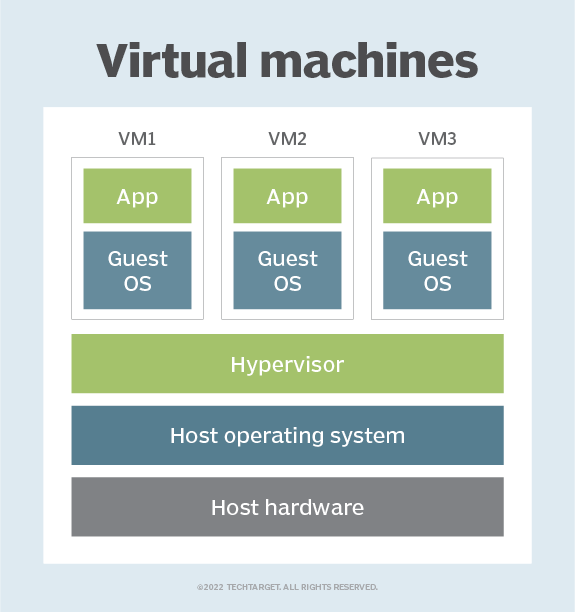 Virtual machines
VM1
VM2
VM3
App
App
App
Guest
OS
Guest
OS
Guest
OS
Hypervisor
Host operating system
Host hardware
©2022 TECHTARGET. ALL RIGHTS RESERVED.